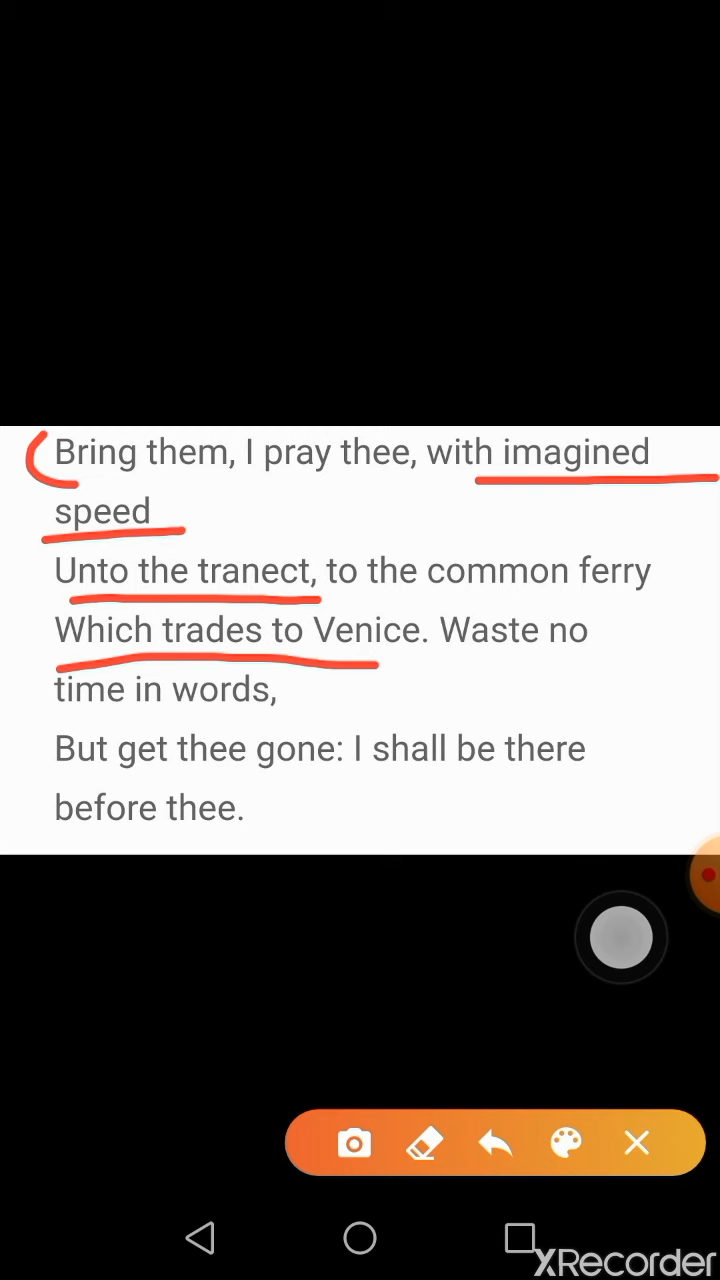 Bring them, I pray thee, with imagined
speed
Unto the tranect, to the common ferry
Which trades to Venice. Waste no
time in words,
But get thee gone: I shall be there
before thee.
XRecorder